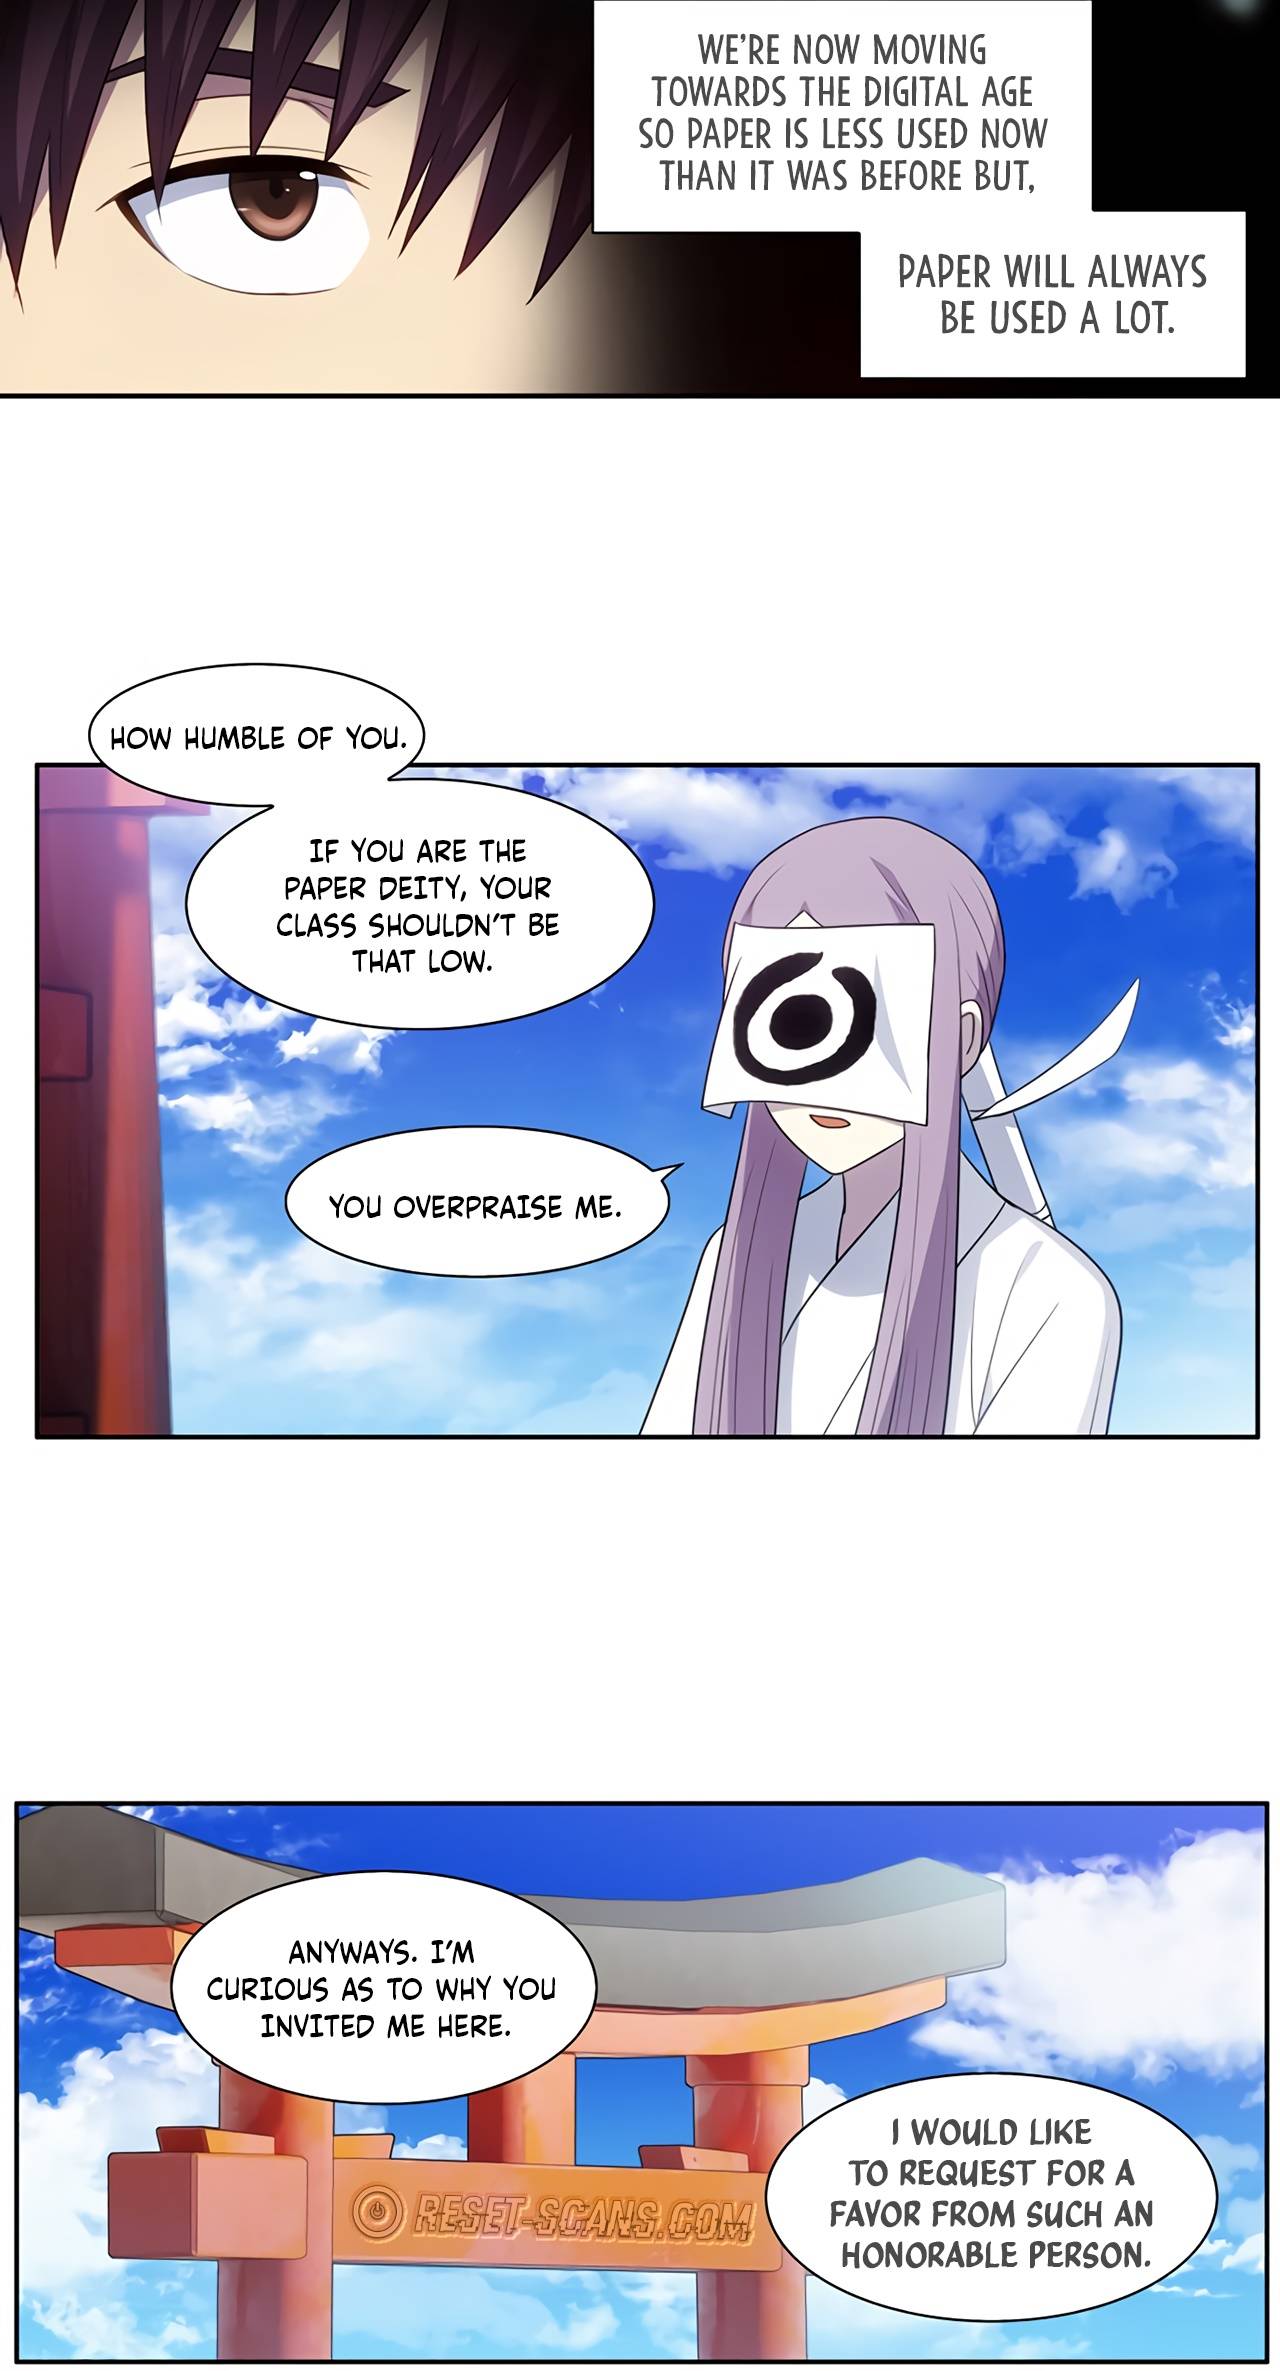 WE'RE NOW MOVING
TOWARDS THE DIGITAL AGE
SO PAPER IS LESS USED NOW
THAN IT WAS BEFORE BUT,
PAPER WILL ALWAYS
BE USED A LOT.
HOW HUMBLE OF YOU.
IF YOU ARE THE
PAPER DEITY, YOUR
CLASS SHOULDN'T BE
THAT LOW.
YOU OVERPRAISE ME.
ANYWAYS. I'M
CURIOUS AS TO WHY YOU
INVITED ME HERE.
I WOULD LIKE
TO REQUEST FOR A
FAVOR FROM SUCH AN
HONORABLE PERSON.
RESET-SCANS.COM